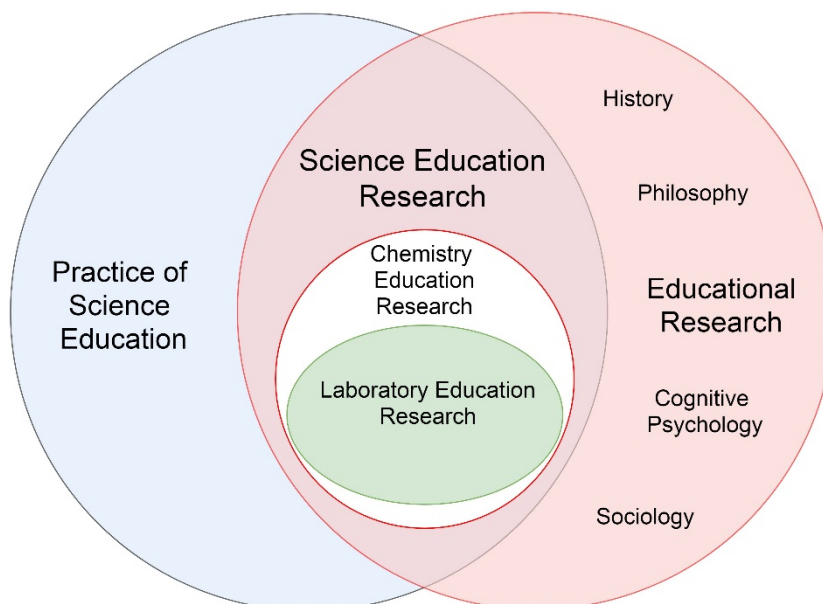 Practice of
Science
Education
Science Education
Research
Chemistry
Education
Research
Laboratory Education
Research
History
Philosophy
Educational
Research
Cognitive
Psychology
Sociology